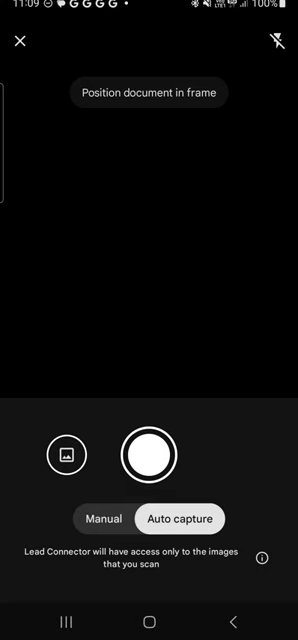 11:09 G G G G 100%
Position document in frame
Manual Auto capture
Lead Connector will have access only to the images
that you scan